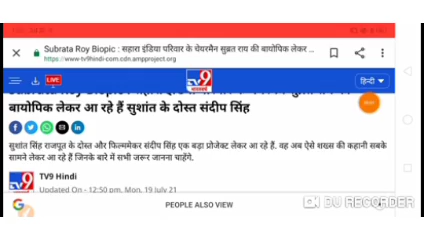 Subrata Roy Biopic : सहारा इंडिया परिवार के चेयरमैन सुब्रत राय की बायोपिक लेकर ...
https://www-tv9hindi-com.cdn.ampproject.org
LIVE
TV9
हिन्दी
बायोपिक लेकर आ रहे हैं सुशांत के दोस्त संदीप सिंह
सुशांत सिंह राजपूत के दोस्त और फिल्ममेकर संदीप सिंह एक बड़ा प्रोजेक्ट लेकर आ रहे हैं. वह अब ऐसे शख्स की कहानी सबके
सामने लेकर आ रहे हैं जिनके बारे में सभी जरूर जानना चाहेंगे.
TV9 Hindi
Updated On - 12:50 pm, Mon, 19 July 21
PEOPLE ALSO VIEW
DU RECORDER